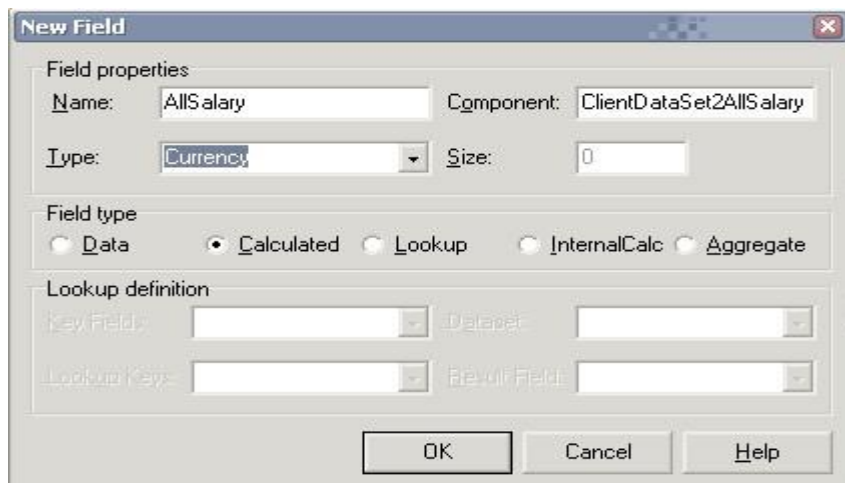 New Field
Field properties
Name: AllSalary Component: ClientDataSet2AllSalary
Type: Currency Size: 0
Field type
Data Calculated Lookup InternalCalc Aggregate
Lookup definition
Key Fields: Dataset:
Lookup Keys: Result Field:
OK Cancel Help